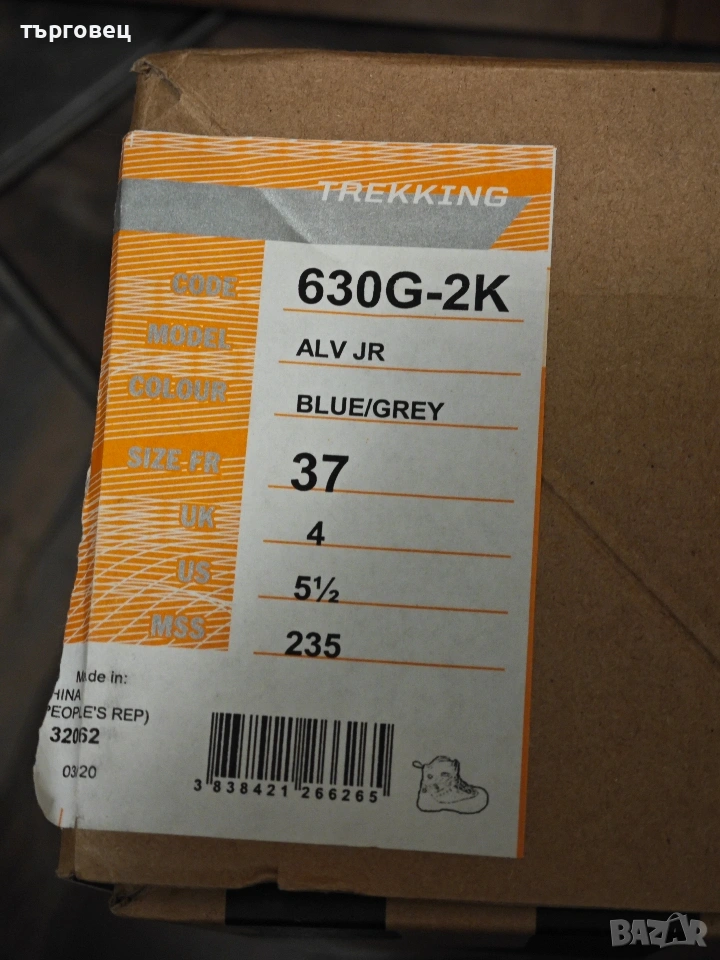 търговец
TREKKING
CODE 630G-2K
MODEL ALV JR
COLOUR BLUE/GREY
SIZE FR 37
UK 4
US 5½
MSS 235
Made in:
HINA
PEOPLE'S REP)
32062
03/20
3 838421 266265
BAZAR